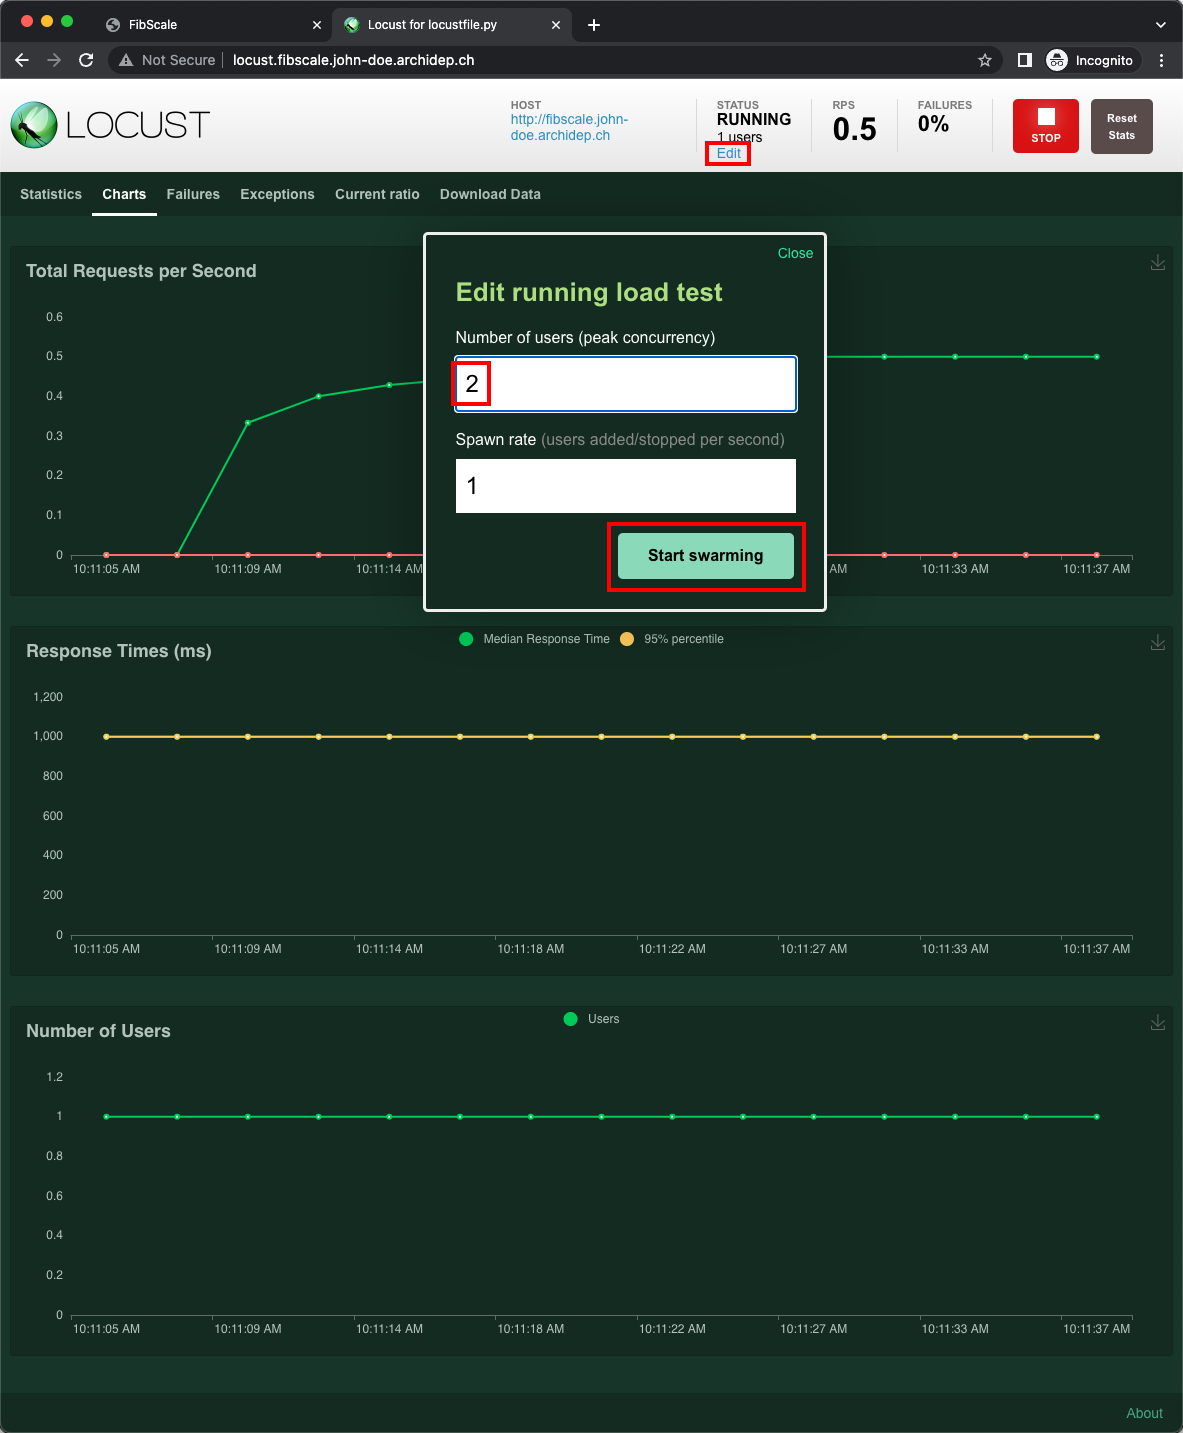 FibScale
Locust for locustfile.py
Not Secure
locust.fibscale.john-doe.archidep.ch
Incognito
LOCUST
HOST
http://fibscale.john-
doe.archidep.ch
STATUS
RUNNING
1 users
Edit
RPS
0.5
FAILURES
0%
STOP
Reset
Stats
Statistics
Charts
Failures
Exceptions
Current ratio
Download Data
Close
Edit running load test
Number of users (peak concurrency)
2
Spawn rate (users added/stopped per second)
1
Start swarming
Total Requests per Second
0.6
0.5
0.4
0.3
0.2
0.1
0
10:11:05 AM
10:11:09 AM
10:11:14 AM
AM
10:11:33 AM
10:11:37 AM
Response Times (ms)
Median Response Time
95% percentile
1,200
1,000
800
600
400
200
0
10:11:05 AM
10:11:09 AM
10:11:14 AM
10:11:18 AM
10:11:22 AM
10:11:27 AM
10:11:33 AM
10:11:37 AM
Number of Users
Users
1.2
1
0.8
0.6
0.4
0.2
0
10:11:05 AM
10:11:09 AM
10:11:14 AM
10:11:18 AM
10:11:22 AM
10:11:27 AM
10:11:33 AM
10:11:37 AM
About